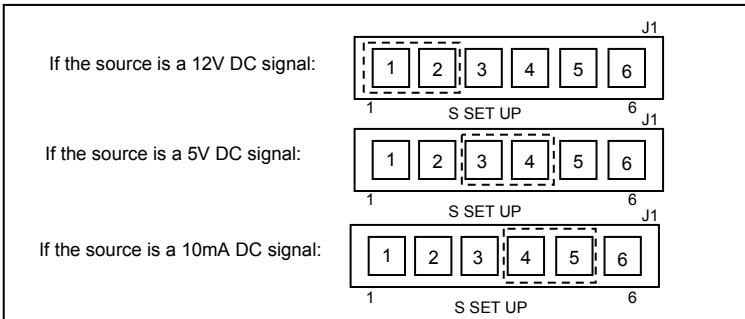 J1
If the source is a 12V DC signal:
1 2 3 4 5 6
1 S SET UP 6
J1
If the source is a 5V DC signal:
1 2 3 4 5 6
1 S SET UP 6
J1
If the source is a 10mA DC signal:
1 2 3 4 5 6
1 S SET UP 6